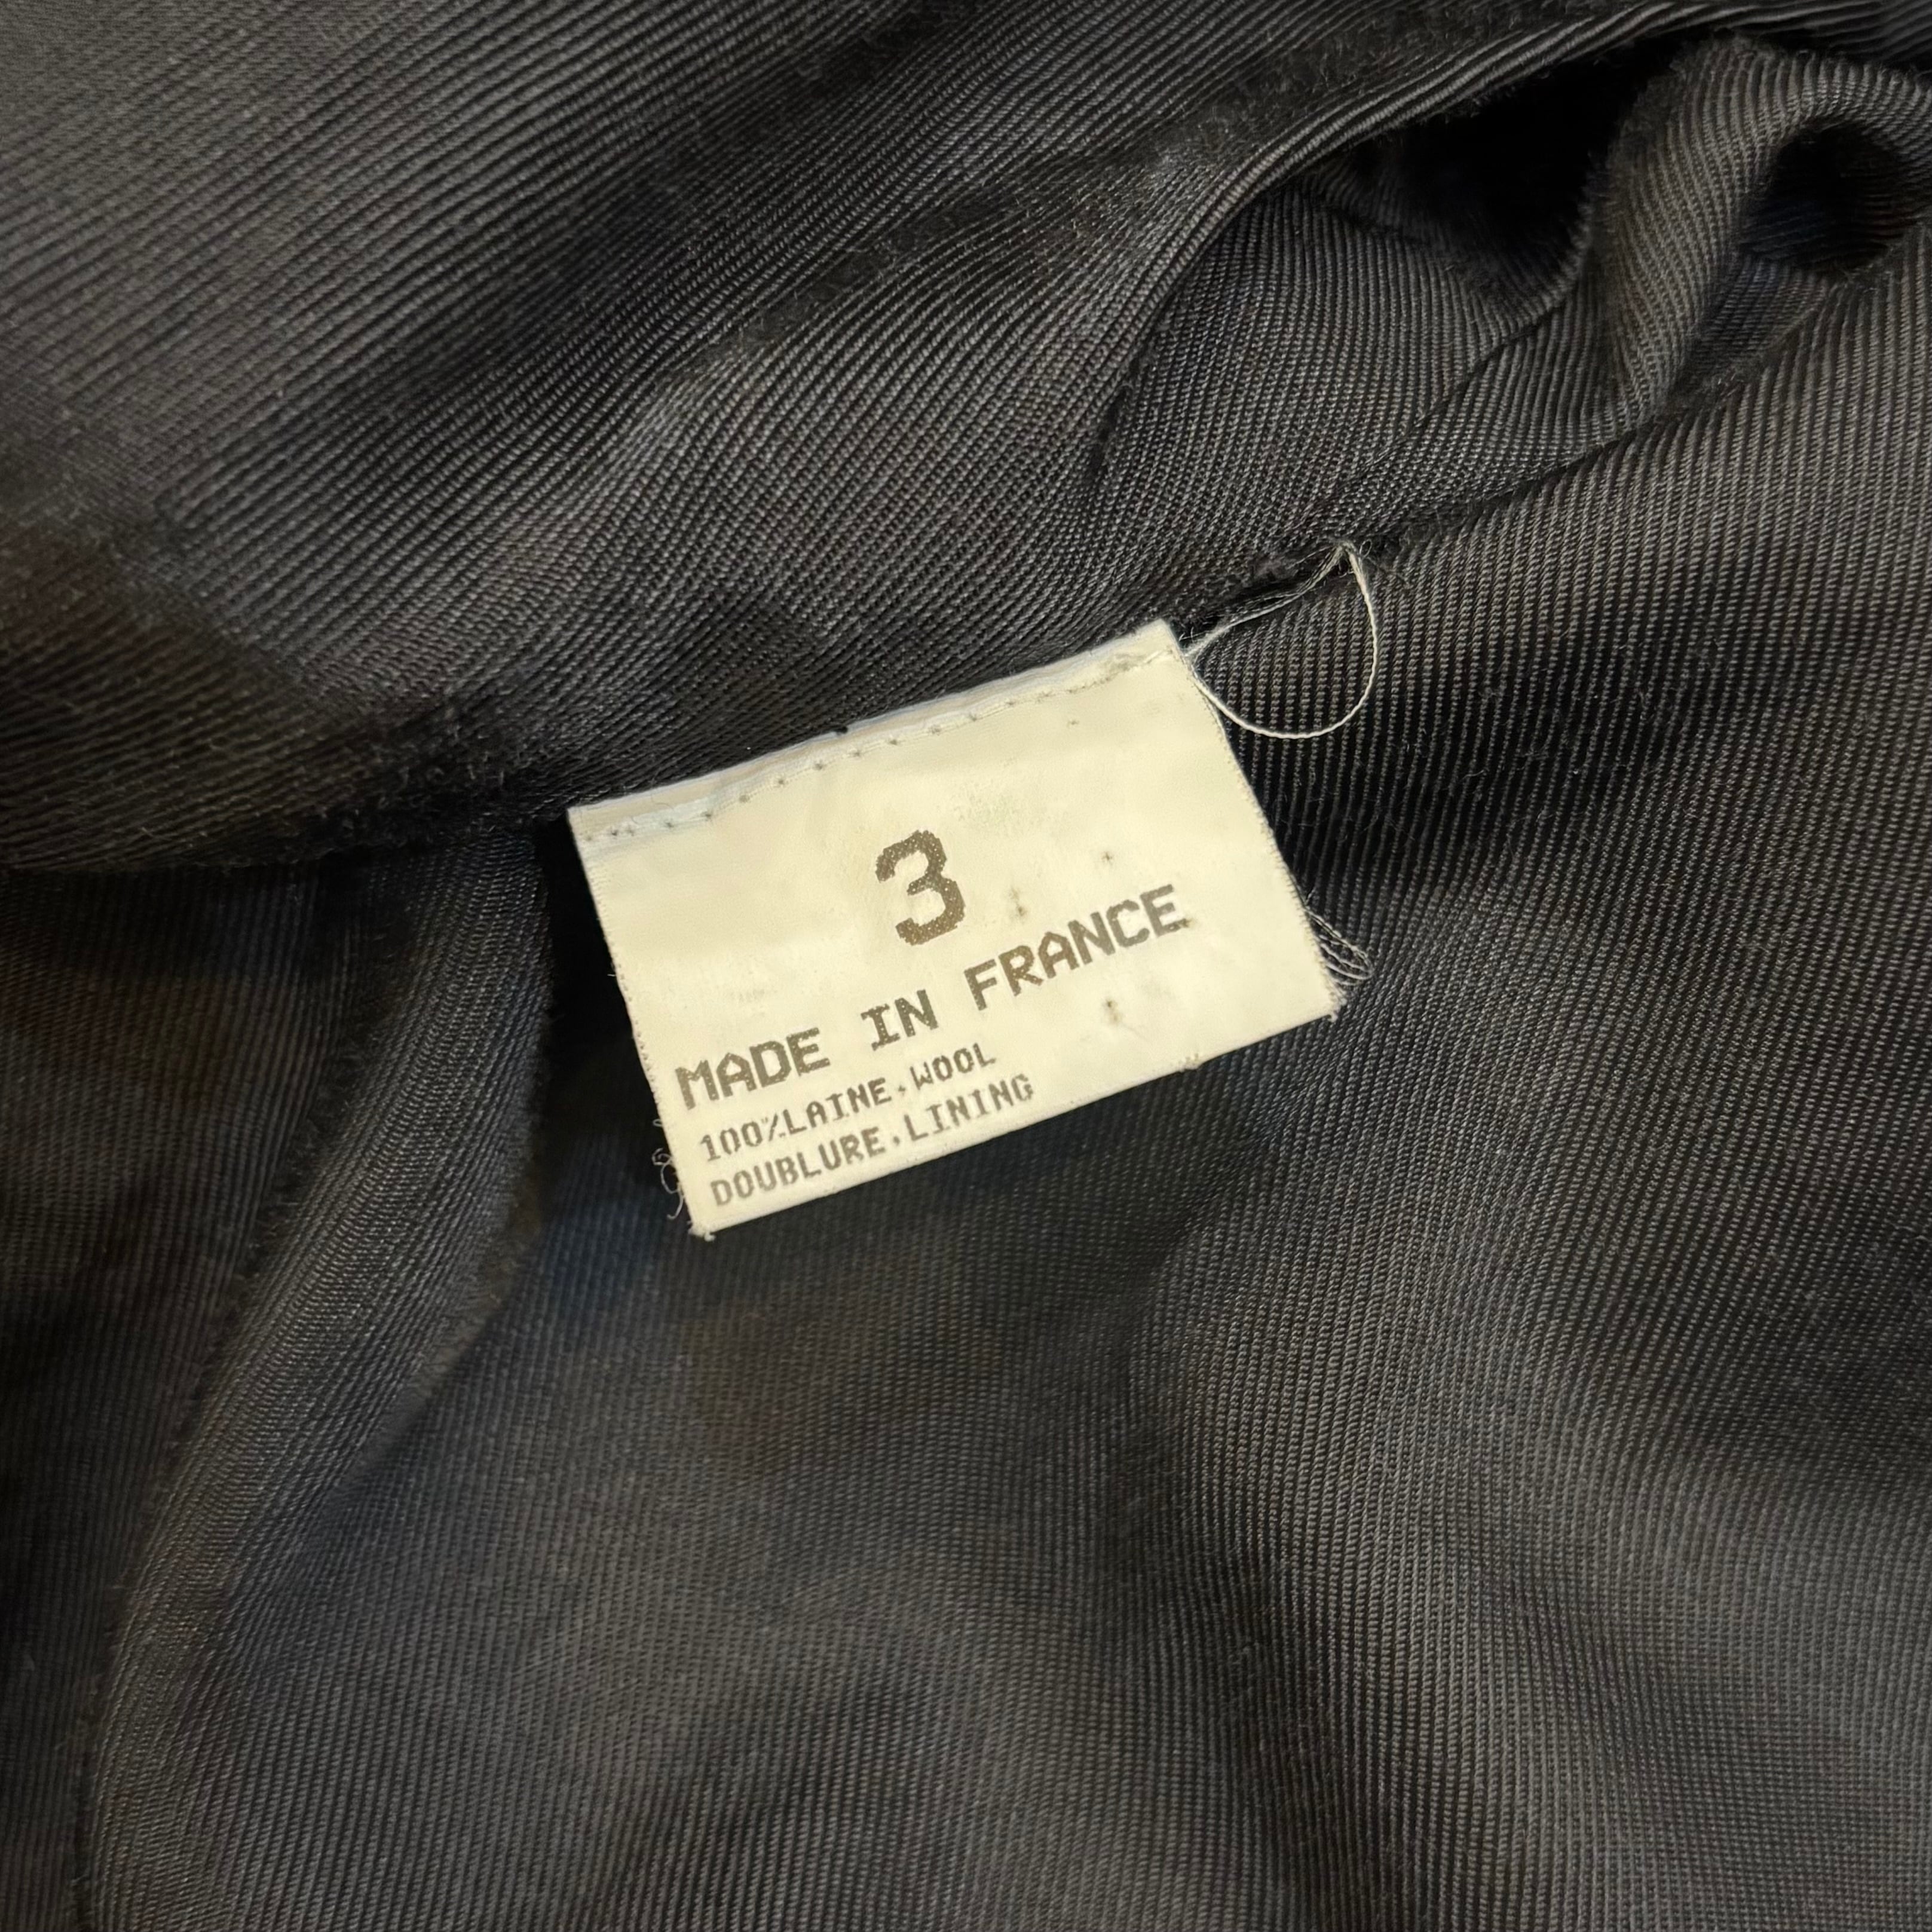 3
MADE IN FRANCE
100%LAINE.WOOL
DOUBLURE.LINING